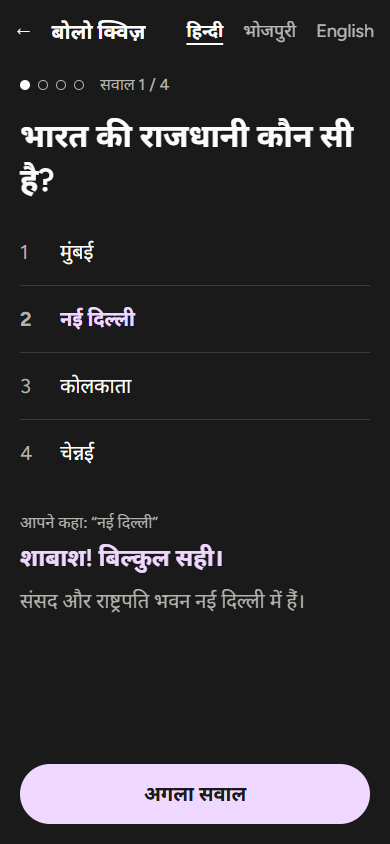 ← बोलो क्विज़ हिन्दी भोजपुरी English
सवाल 1 / 4
भारत की राजधानी कौन सी
है?
1 मुंबई
2 नई दिल्ली
3 कोलकाता
4 चेन्नई
आपने कहा: “नई दिल्ली”
शाबाश! बिल्कुल सही।
संसद और राष्ट्रपति भवन नई दिल्ली में हैं।
अगला सवाल